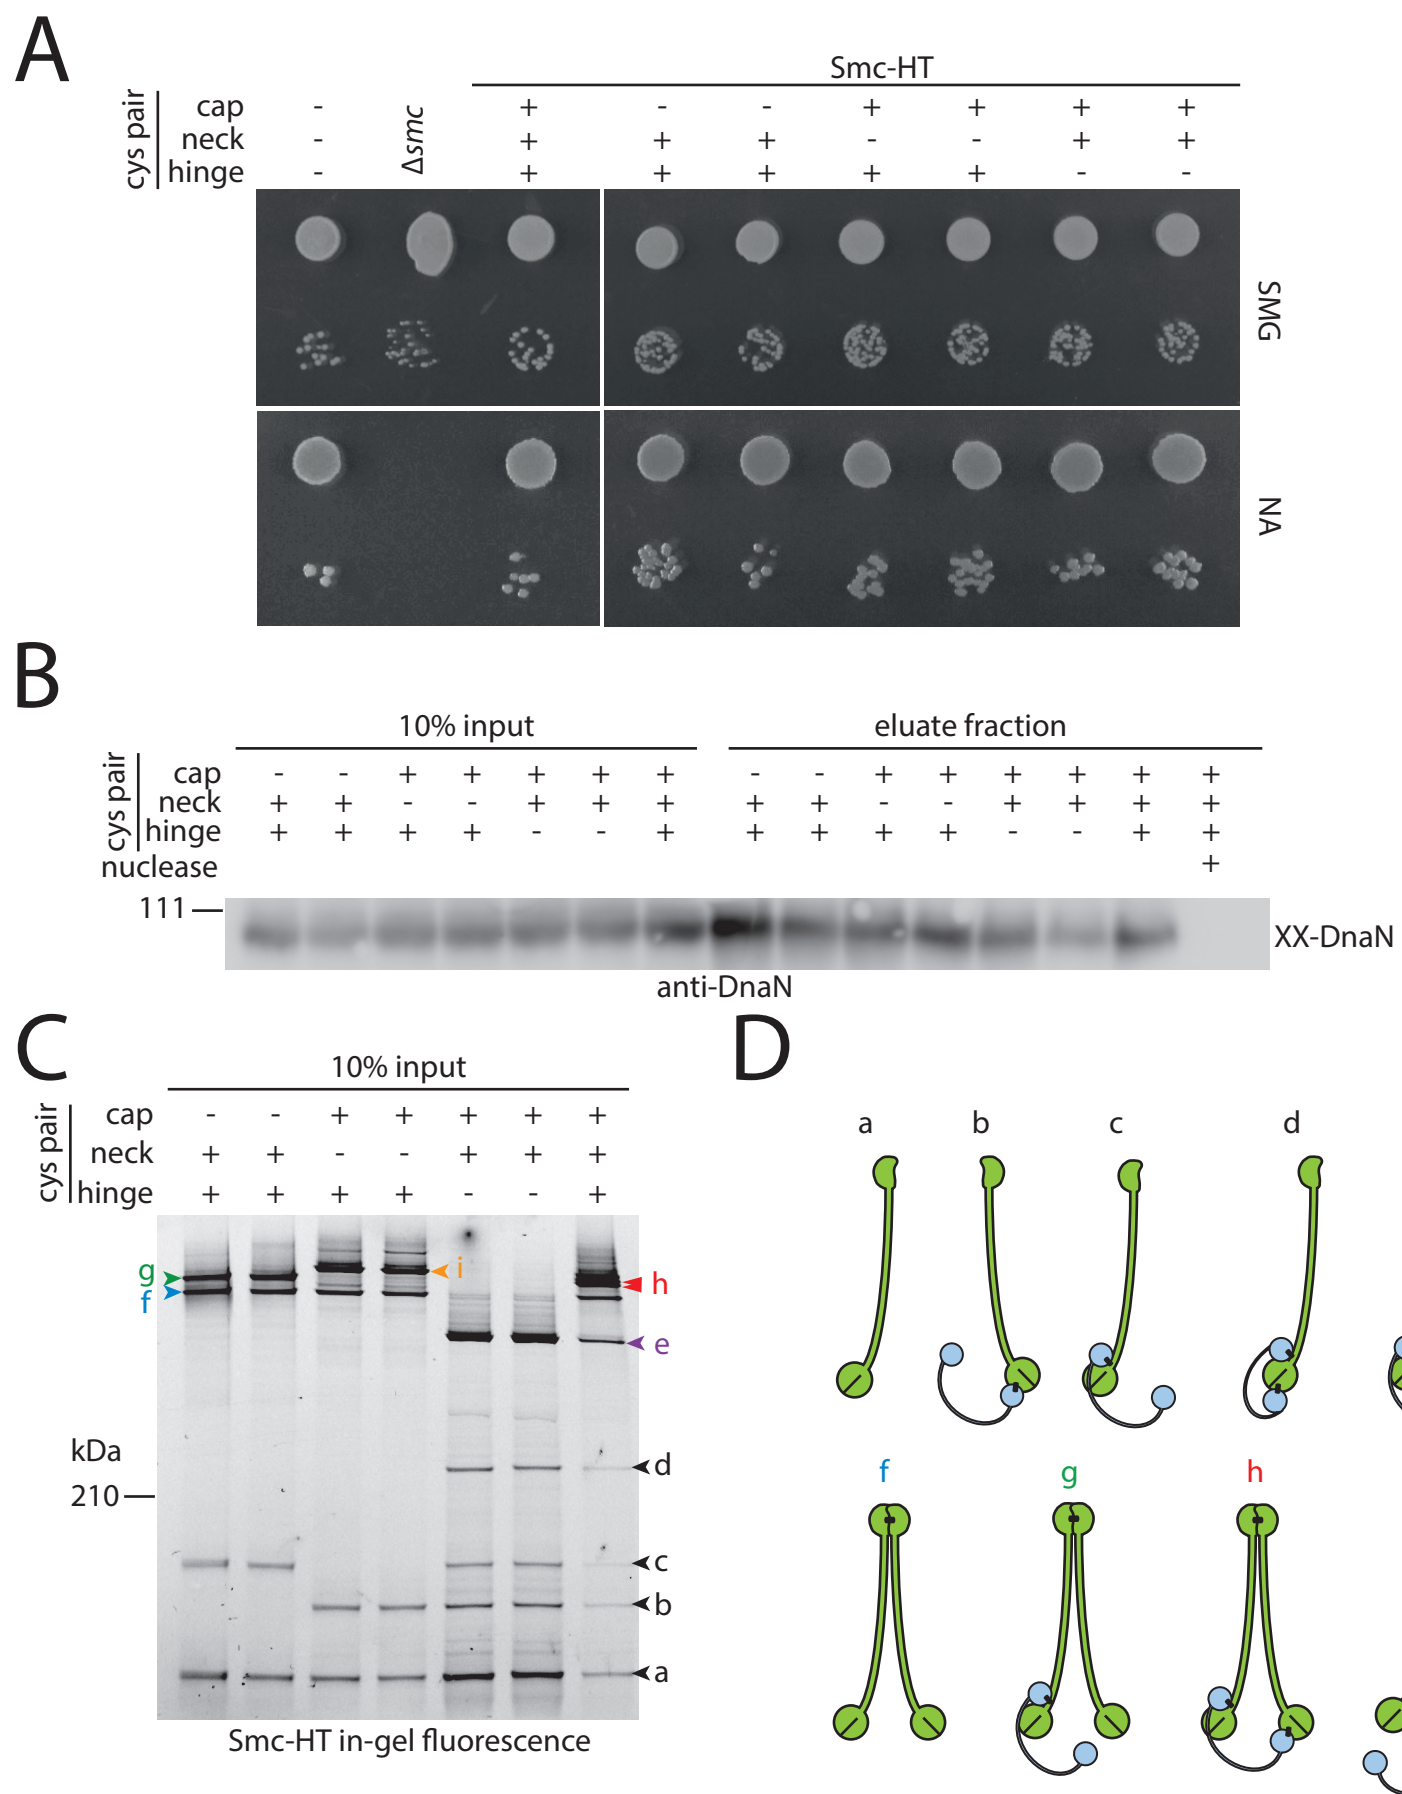 A
Smc-HT
cys pair
cap - + - - + + + +
neck - Δsmc + + + - - + +
hinge - + + + + + - -
SMG
NA
B
10% input eluate fraction
cys pair
cap - - + + + + + - - + + + + + +
neck + + - - + + + + + - - + + + +
hinge + + + + - - + + + + + - - + +
nuclease +
111
XX-DnaN
anti-DnaN
C
10% input
cys pair
cap - - + + + + +
neck + + - - + + +
hinge + + + + - - +
g
f
i
h
e
kDa
210
d
c
b
a
Smc-HT in-gel fluorescence
D
a b c d
f g h